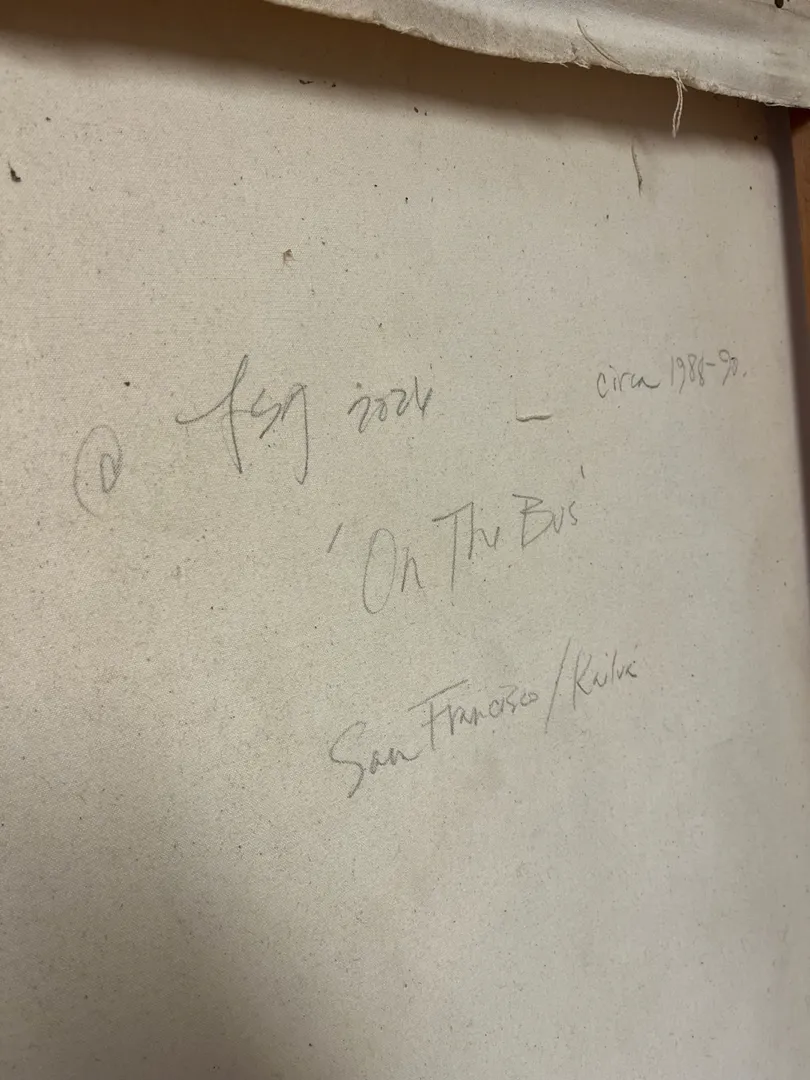 fsg 2024 — circa 1988-90.
'On The Bus'
San Francisco/Kailua